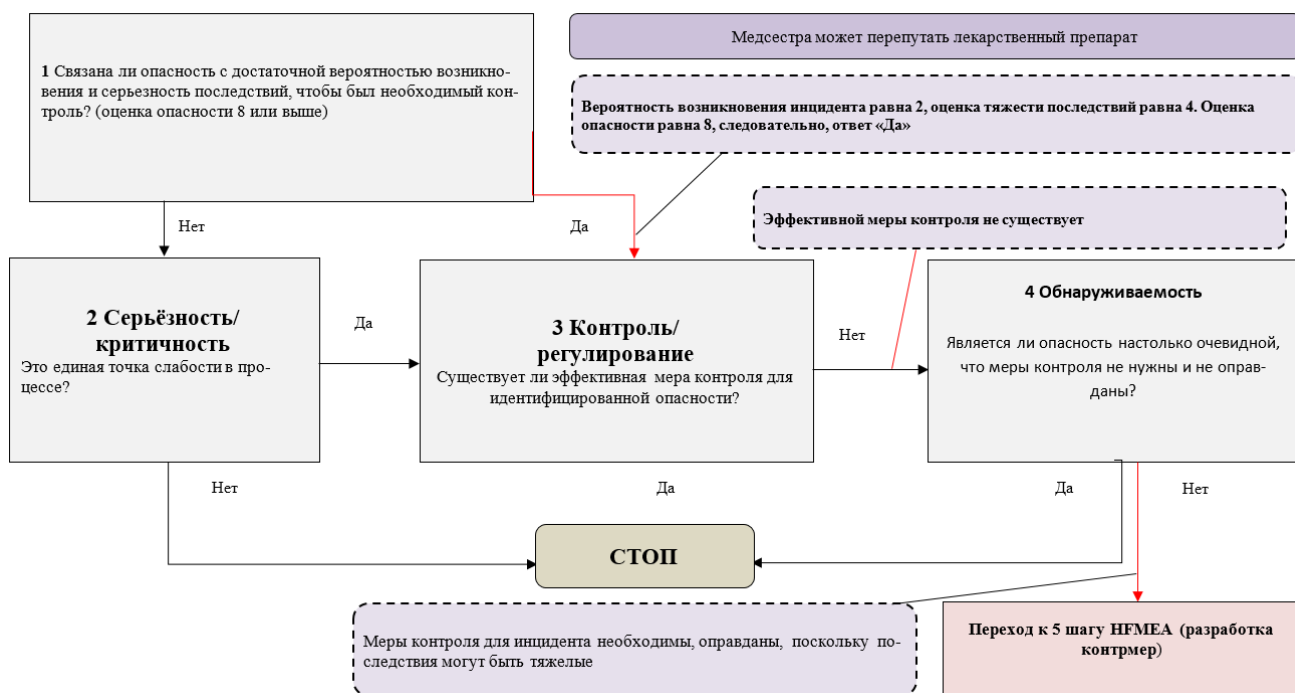 Медсестра может перепутать лекарственный препарат
1 Связана ли опасность с достаточной вероятностью возникно-
вения и серьезность последствий, чтобы был необходимый кон-
троль? (оценка опасности 8 или выше)
Вероятность возникновения инцидента равна 2, оценка тяжести последствий равна 4. Оценка
опасности равна 8, следовательно, ответ «Да»
Нет
Да
Эффективной меры контроля не существует
2 Серьёзность/
критичность
Это единая точка слабости в про-
цессе?
Да
3 Контроль/
регулирование
Существует ли эффективная мера контроля для
идентифицированной опасности?
Нет
4 Обнаруживаемость
Является ли опасность настолько очевидной,
что меры контроля не нужны и не оправ-
даны?
Нет
Да
Да
Нет
СТОП
Меры контроля для инцидента необходимы, оправданы, поскольку по-
следствия могут быть тяжелые
Переход к 5 шагу HFMEA (разработка
контрмер)